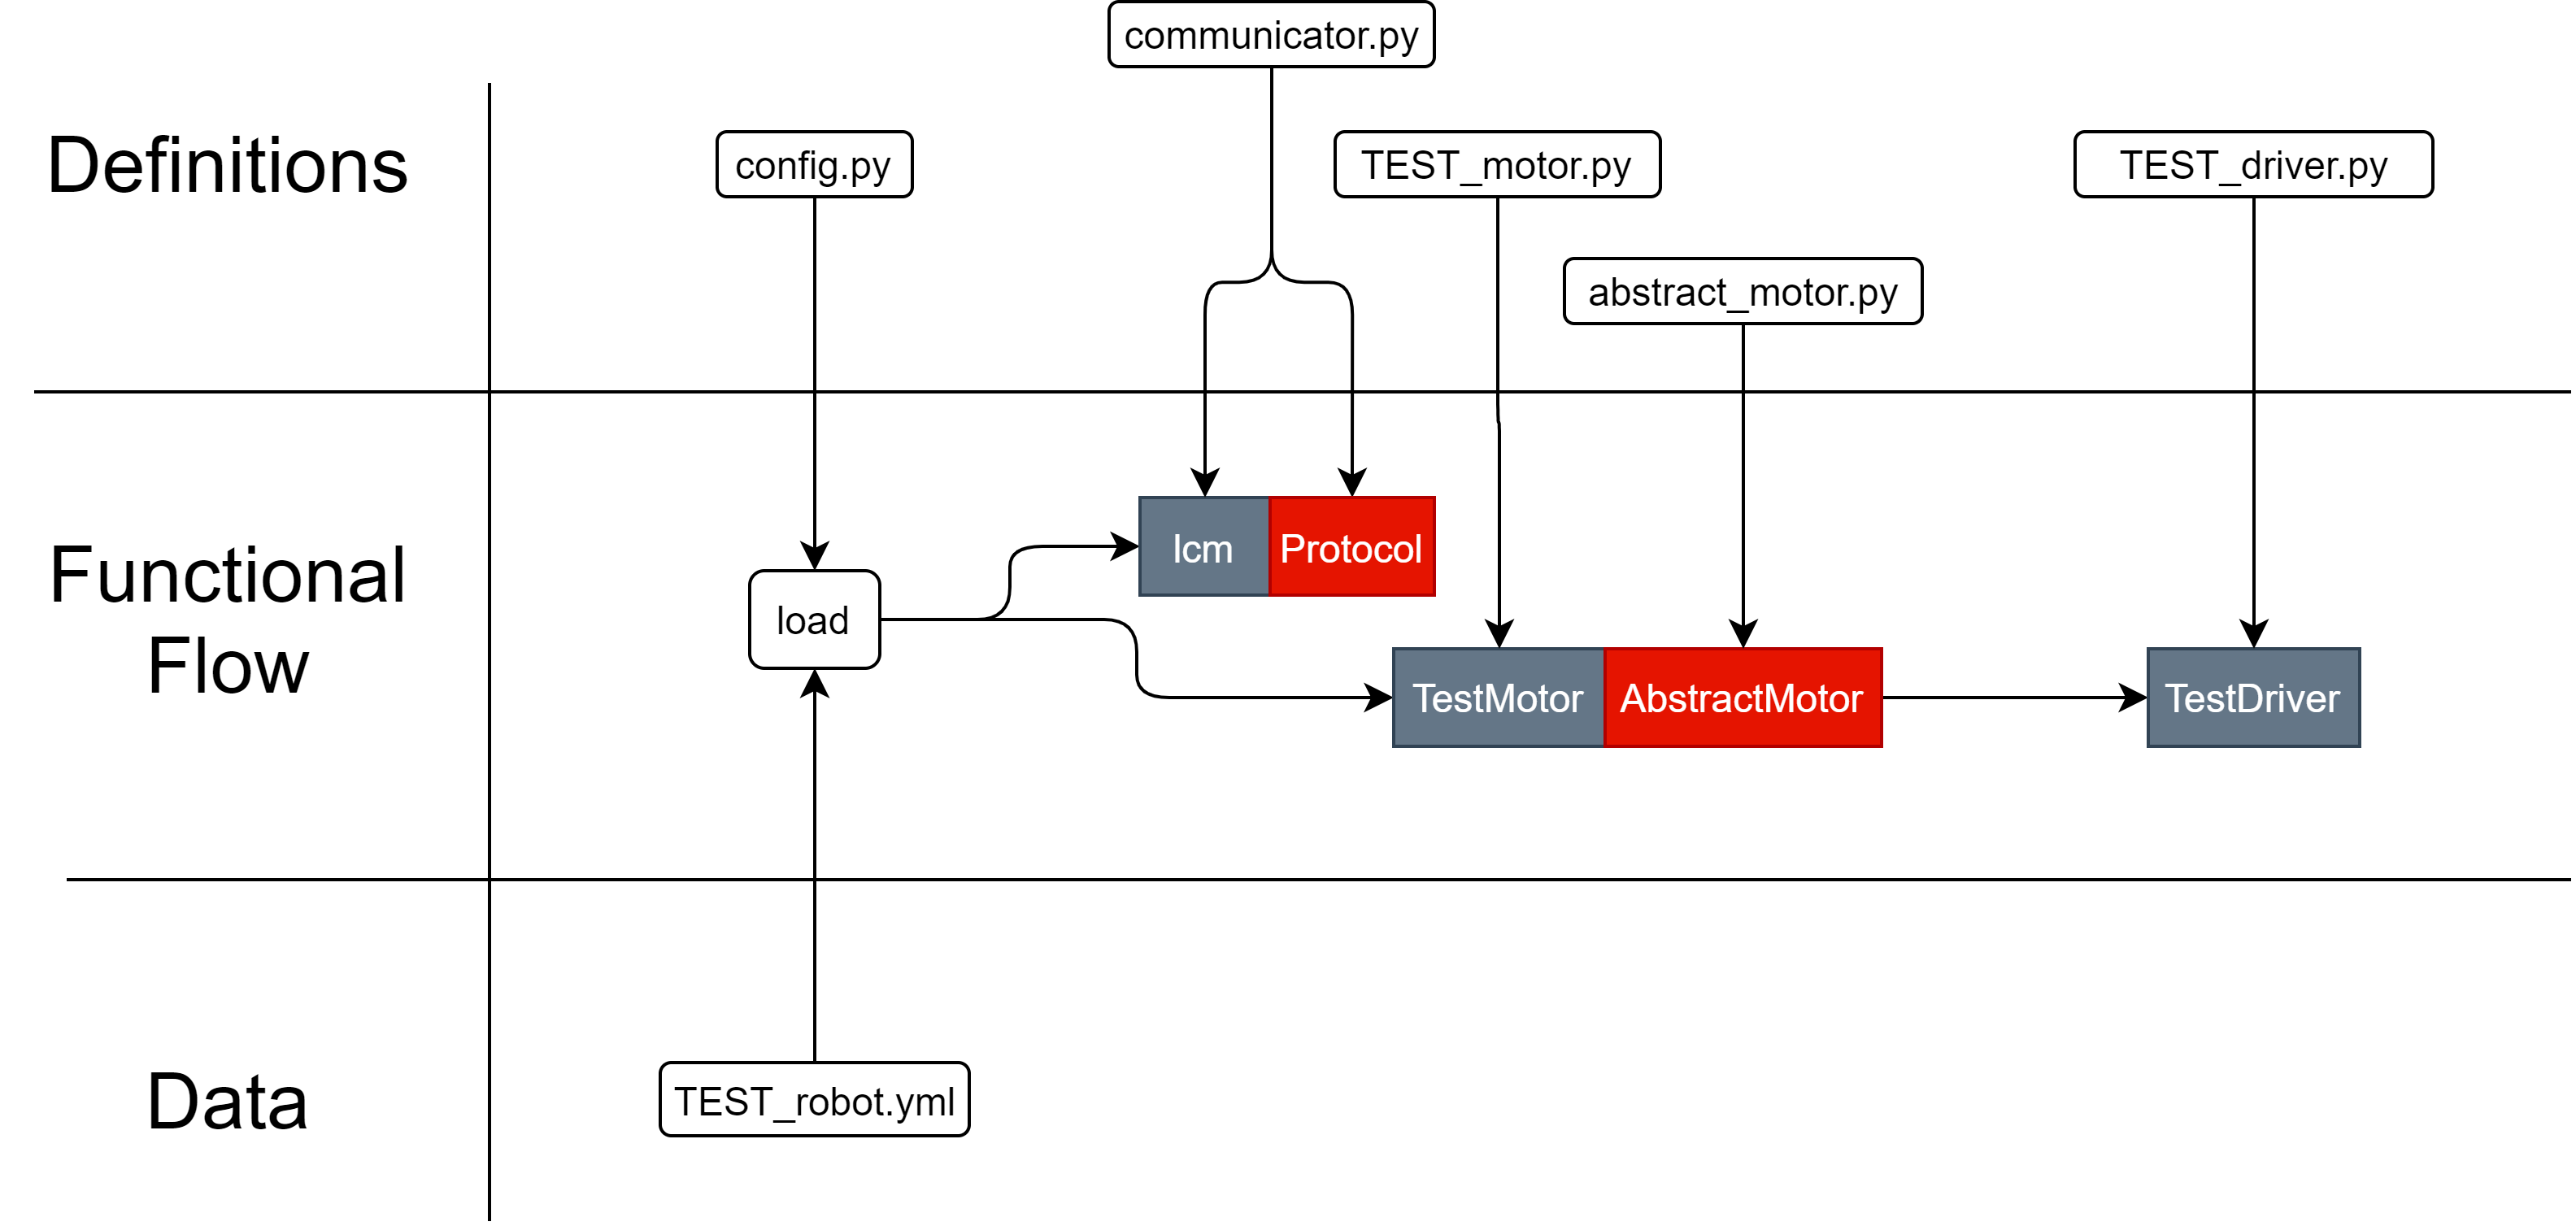 communicator.py
Definitions
config.py
TEST_motor.py
TEST_driver.py
abstract_motor.py
Functional
Flow
lcm
Protocol
load
TestMotor
AbstractMotor
TestDriver
Data
TEST_robot.yml